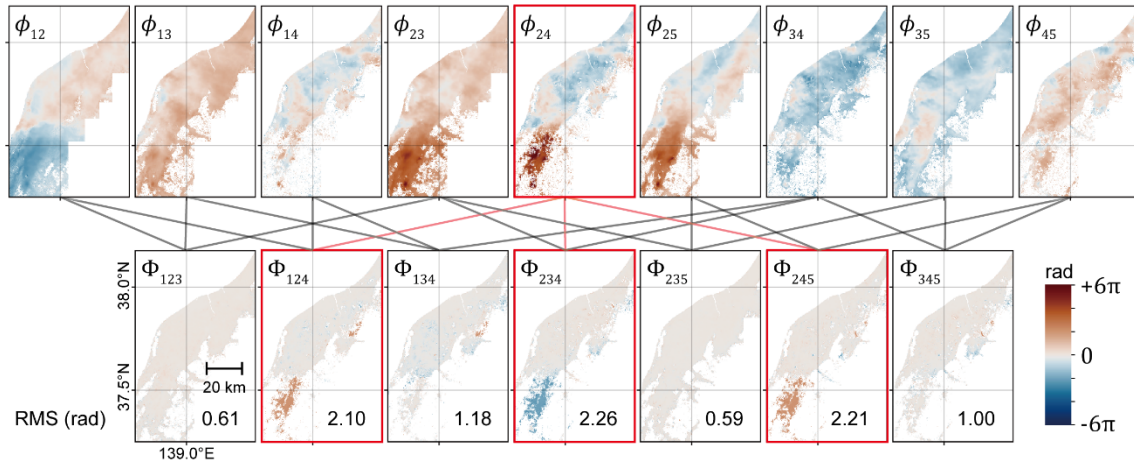 ϕ₁₂ ϕ₁₃ ϕ₁₄ ϕ₂₃ ϕ₂₄ ϕ₂₅ ϕ₃₄ ϕ₃₅ ϕ₄₅
Φ₁₂₃ Φ₁₂₄ Φ₁₃₄ Φ₂₃₄ Φ₂₃₅ Φ₂₄₅ Φ₃₄₅
38.0°N
37.5°N
20 km
RMS (rad) 0.61 2.10 1.18 2.26 0.59 2.21 1.00
139.0°E
rad
+6π
0
-6π